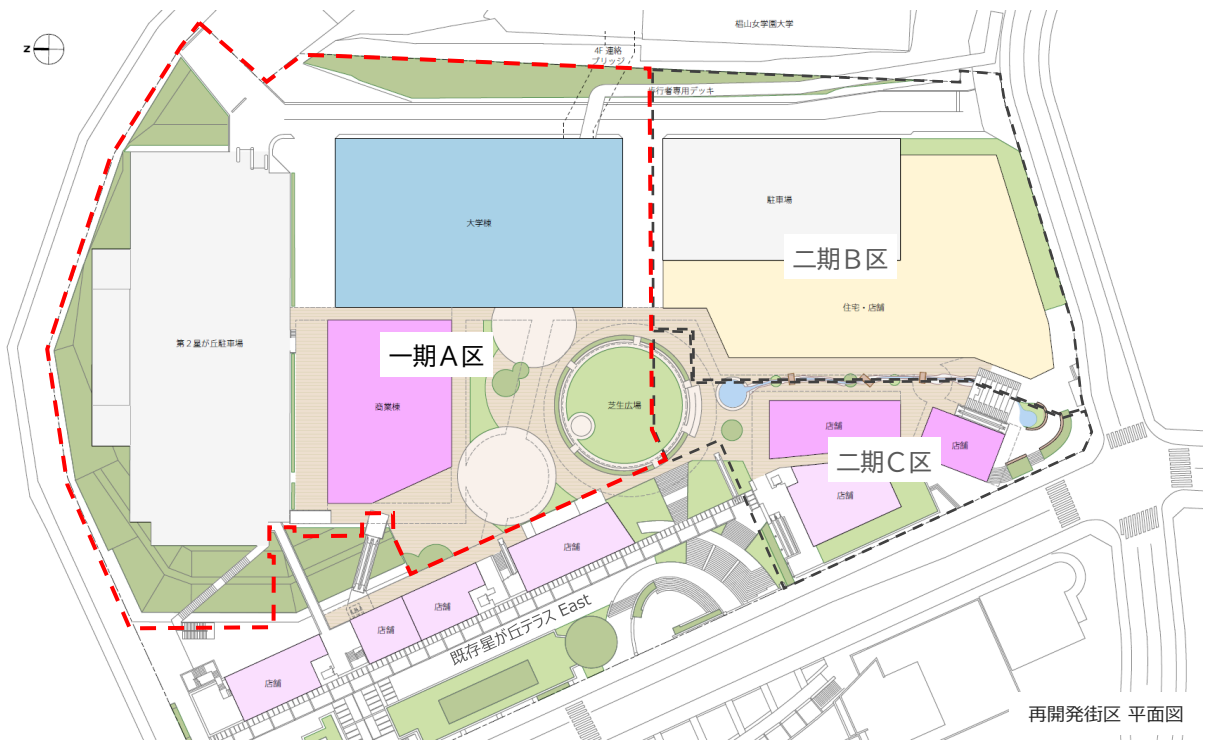 椙山女学園大学
z
4F 連絡
ブリッジ
歩行者専用デッキ
大学棟
駐車場
二期B区
住宅・店舗
第2星が丘駐車場
一期A区
商業棟
芝生広場
店舗
店舗
二期C区
店舗
店舗
店舗
店舗
店舗
既存星が丘テラス East
再開発街区 平面図